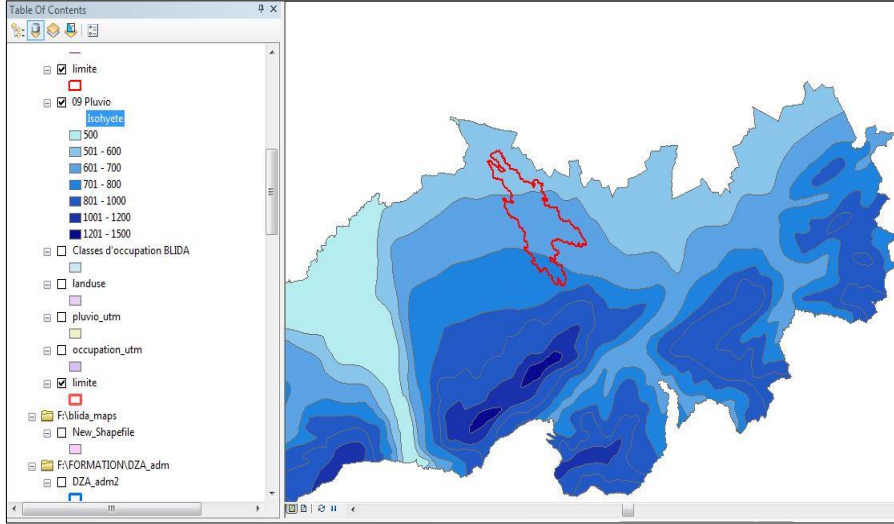 Table Of Contents
limite
09 Pluvio
Isohyete
500
501 - 600
601 - 700
701 - 800
801 - 1000
1001 - 1200
1201 - 1500
Classes d'occupation BLIDA
landuse
pluvio_utm
occupation_utm
limite
F:\blida_maps
New_Shapefile
F:\FORMATION\DZA_adm
DZA_adm2